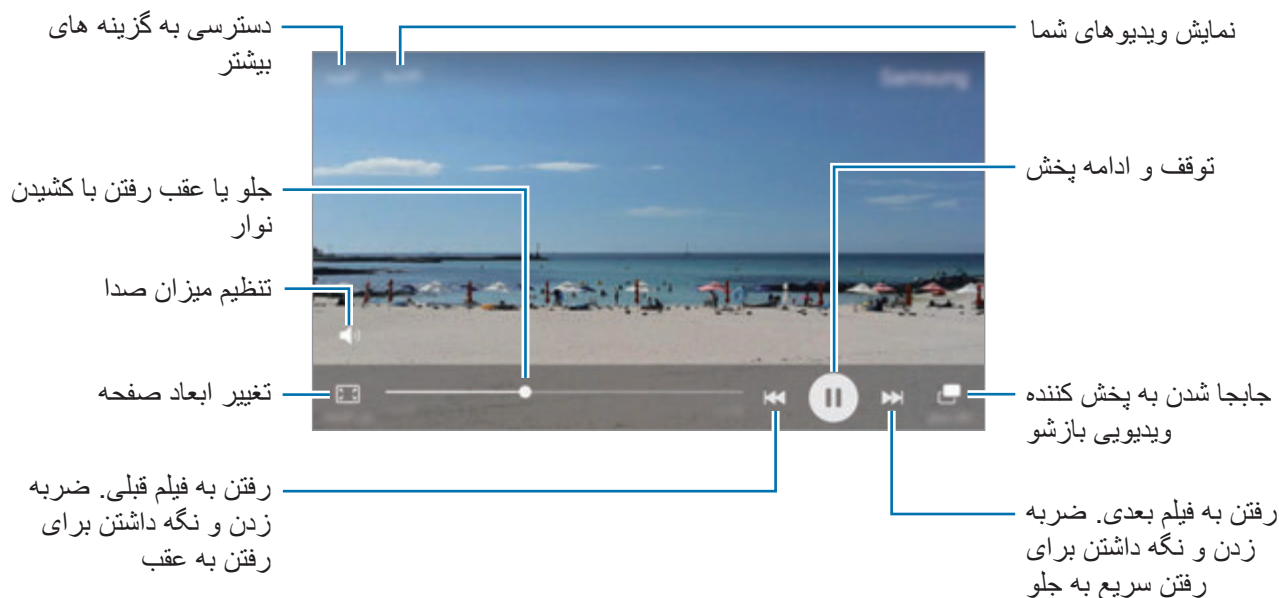 دسترسی به گزینه های
بیشتر
نمایش ویدیوهای شما
Samsung
توقف و ادامه پخش
جلو یا عقب رفتن با کشیدن
نوار
تنظیم میزان صدا
تغییر ابعاد صفحه
جابجا شدن به پخش کننده
ویدیویی بازشو
رفتن به فیلم قبلی. ضربه
زدن و نگه داشتن برای
رفتن به عقب
رفتن به فیلم بعدی. ضربه
زدن و نگه داشتن برای
رفتن سریع به جلو